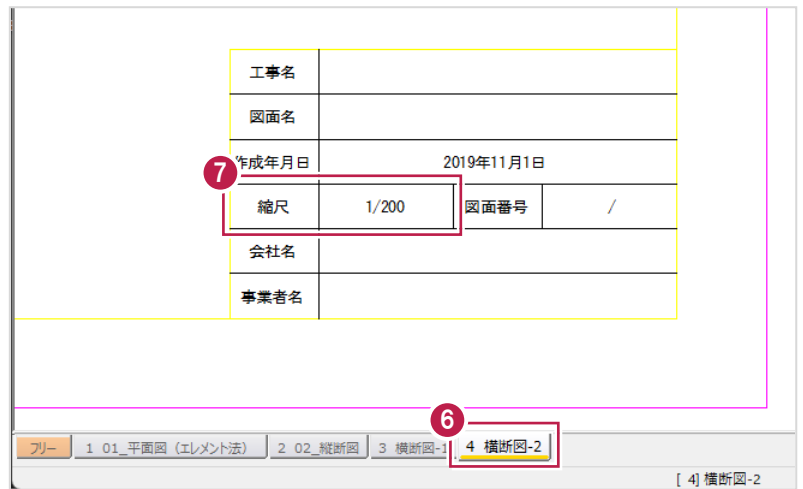 工事名
図面名
作成年月日 2019年11月1日
7
縮尺 1/200 図面番号 /
会社名
事業者名
6
フリー 1 01_平面図 (エレメント法) 2 02_縦断図 3 横断図-1 4 横断図-2
[ 4] 横断図-2